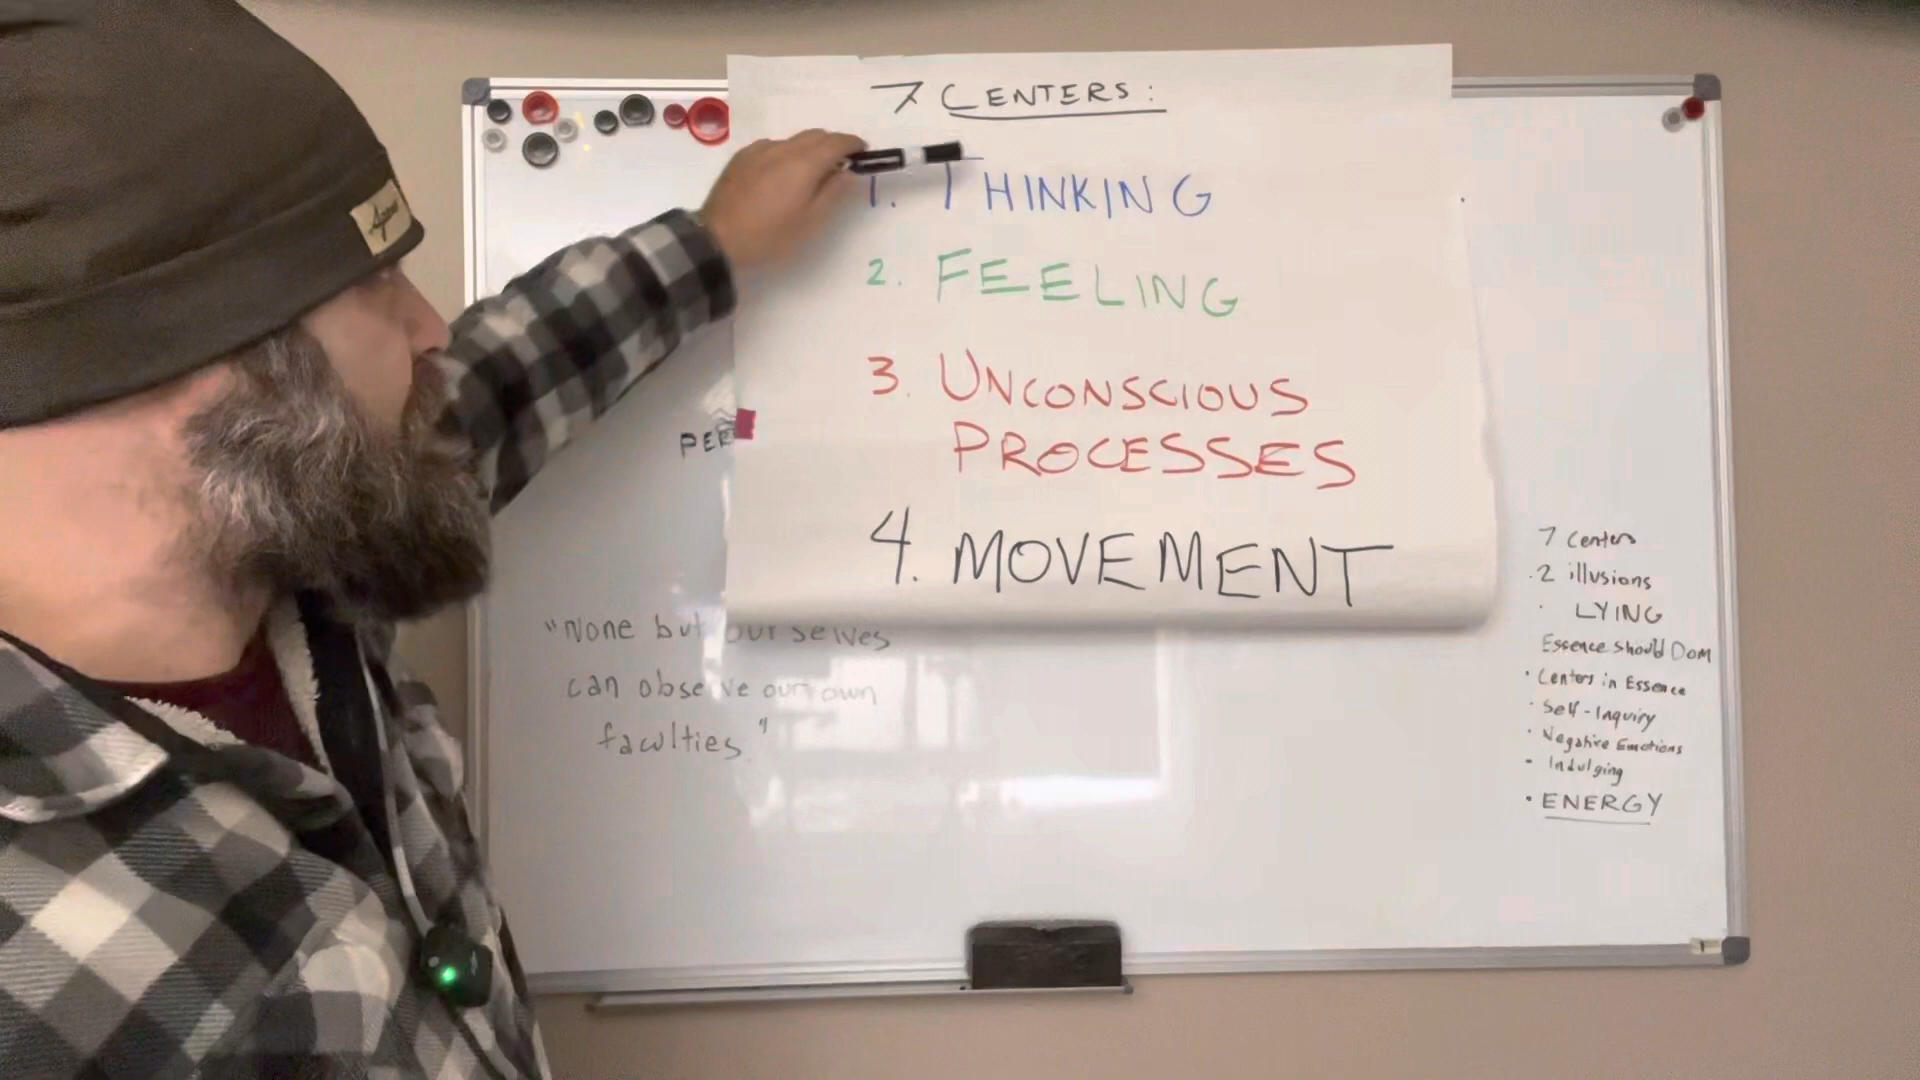 7 CENTERS:
1. THINKING
2. FEELING
3. UNCONSCIOUS
PROCESSES
4. MOVEMENT
PER
"None but ourselves
can observe our own
faculties"
7 Centers
· 2 illusions
· LYING
Essence should Dom
· Centers in Essence
· Self-Inquiry
· Negative Emotions
- Indulging
· ENERGY